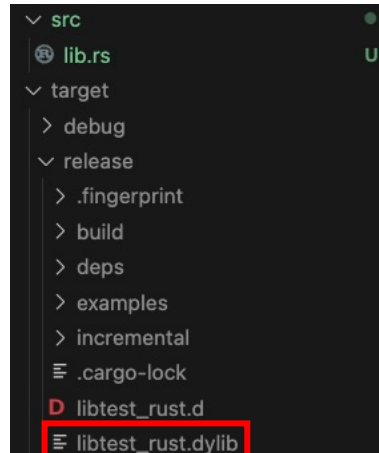 src
lib.rs U
target
debug
release
.fingerprint
build
deps
examples
incremental
.cargo-lock
D libtest_rust.d
libtest_rust.dylib